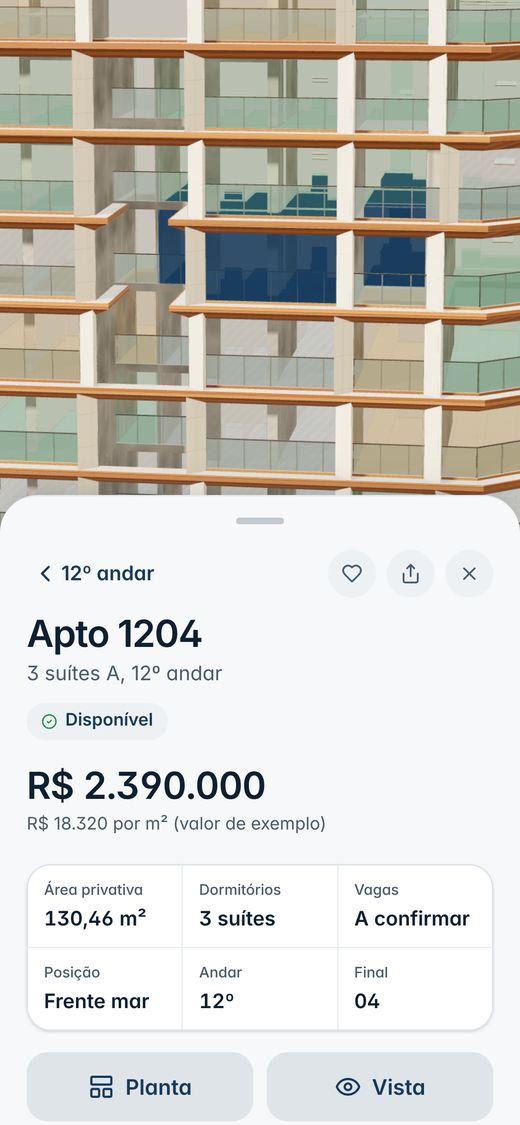 12º andar
Apto 1204
3 suítes A, 12º andar
Disponível
R$ 2.390.000
R$ 18.320 por m² (valor de exemplo)
Área privativa
Dormitórios
Vagas
130,46 m²
3 suítes
A confirmar
Posição
Andar
Final
Frente mar
12º
04
Planta
Vista